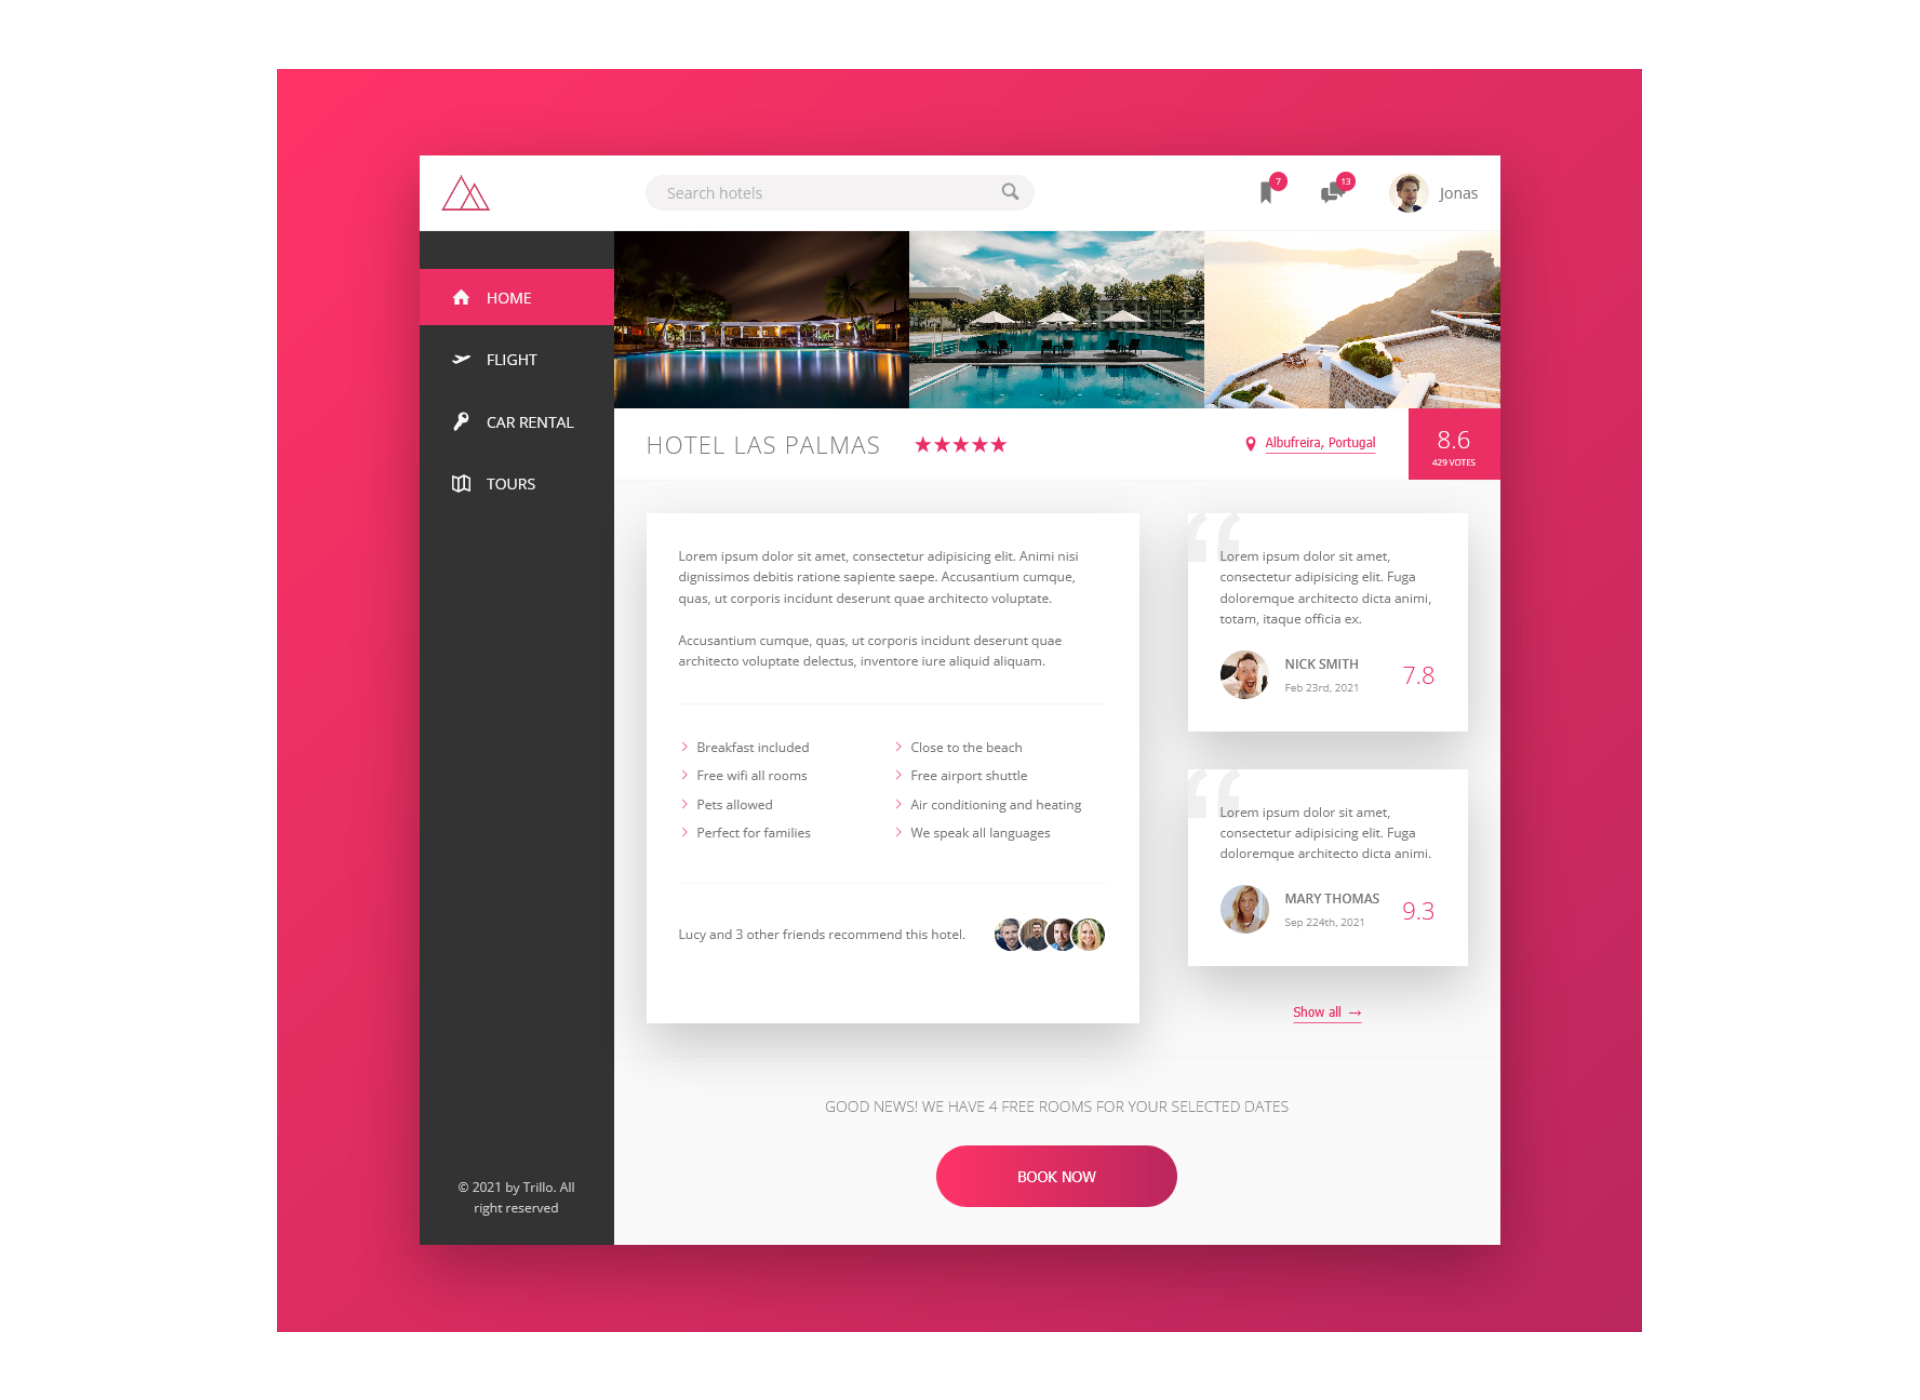 Search hotels
7
13
Jonas
HOME
FLIGHT
CAR RENTAL
TOURS
© 2021 by Trillo. All
right reserved
HOTEL LAS PALMAS
Albufreira, Portugal
8.6
429 VOTES
Lorem ipsum dolor sit amet, consectetur adipisicing elit. Animi nisi
dignissimos debitis ratione sapiente saepe. Accusantium cumque,
quas, ut corporis incidunt deserunt quae architecto voluptate.
Accusantium cumque, quas, ut corporis incidunt deserunt quae
architecto voluptate delectus, inventore iure aliquid aliquam.
Breakfast included
Free wifi all rooms
Pets allowed
Perfect for families
Close to the beach
Free airport shuttle
Air conditioning and heating
We speak all languages
Lucy and 3 other friends recommend this hotel.
“
Lorem ipsum dolor sit amet,
consectetur adipisicing elit. Fuga
doloremque architecto dicta animi,
totam, itaque officia ex.
NICK SMITH
Feb 23rd, 2021
7.8
“
Lorem ipsum dolor sit amet,
consectetur adipisicing elit. Fuga
doloremque architecto dicta animi.
MARY THOMAS
Sep 224th, 2021
9.3
Show all →
GOOD NEWS! WE HAVE 4 FREE ROOMS FOR YOUR SELECTED DATES
BOOK NOW